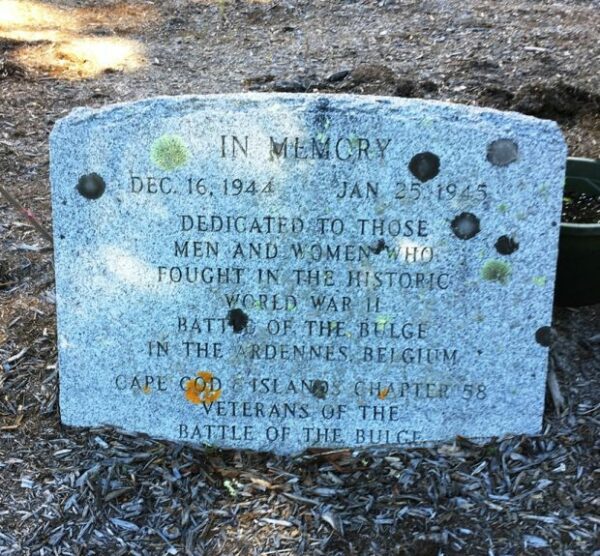 IN MEMORY
DEC. 16, 1944 JAN 25 1945
DEDICATED TO THOSE
MEN AND WOMEN WHO
FOUGHT IN THE HISTORIC
WORLD WAR II
BATTLE OF THE BULGE
IN THE ARDENNES, BELGIUM
CAPE COD & ISLANDS CHAPTER 58
VETERANS OF THE
BATTLE OF THE BULGE